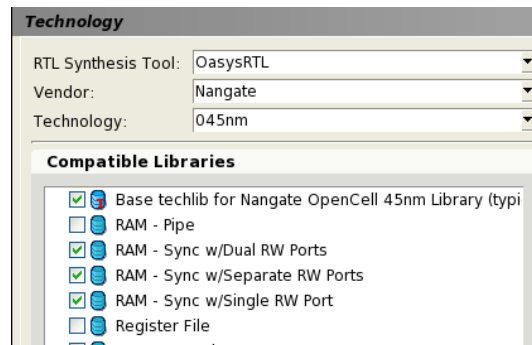 Technology
RTL Synthesis Tool: OasysRTL
Vendor: Nangate
Technology: 045nm
Compatible Libraries
Base techlib for Nangate OpenCell 45nm Library (typi
RAM - Pipe
RAM - Sync w/Dual RW Ports
RAM - Sync w/Separate RW Ports
RAM - Sync w/Single RW Port
Register File